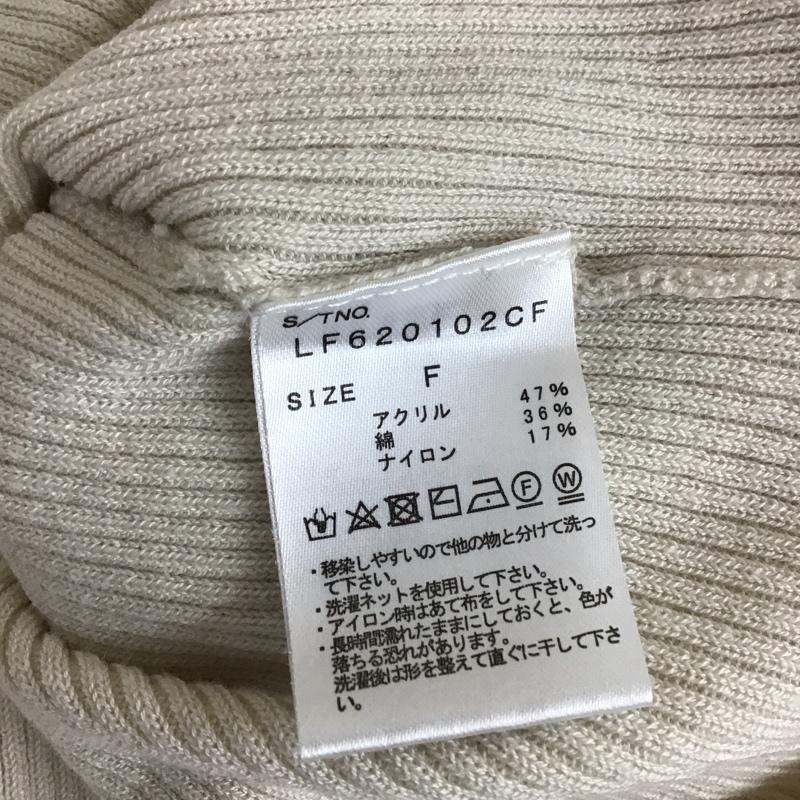 S/TNO.
LF620102CF
SIZE F
アクリル 47%
綿 36%
ナイロン 17%
F W
・移染しやすいので他の物と分けて洗っ
て下さい。
・洗濯ネットを使用して下さい。
・アイロン時はあて布をして下さい。
・長時間濡れたままにしておくと、色が
落ちる恐れがあります。
洗濯後は形を整えて直ぐに干して下さ
い。